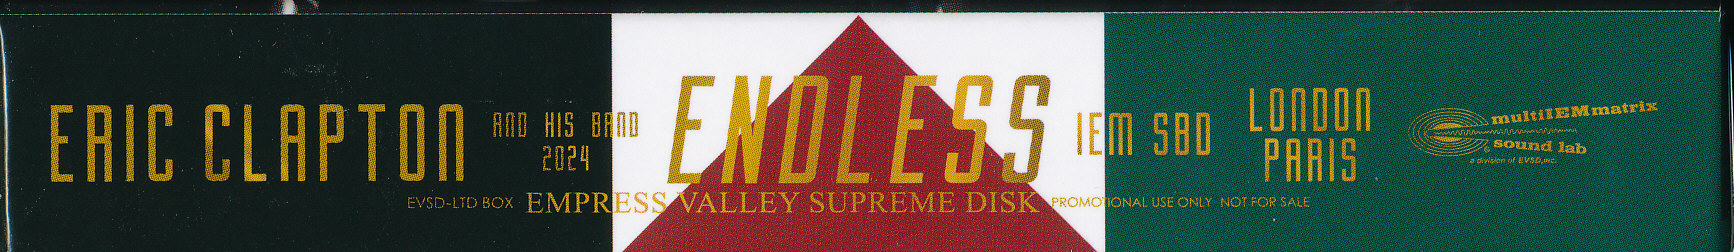 ERIC CLAPTON
AND HIS BAND
2024
ENDLESS
IEM SBD
LONDON
PARIS
multiIEMmatrix
sound lab
a division of EVSD,inc.
EVSD-LTD BOX EMPRESS VALLEY SUPREME DISK PROMOTIONAL USE ONLY NOT FOR SALE